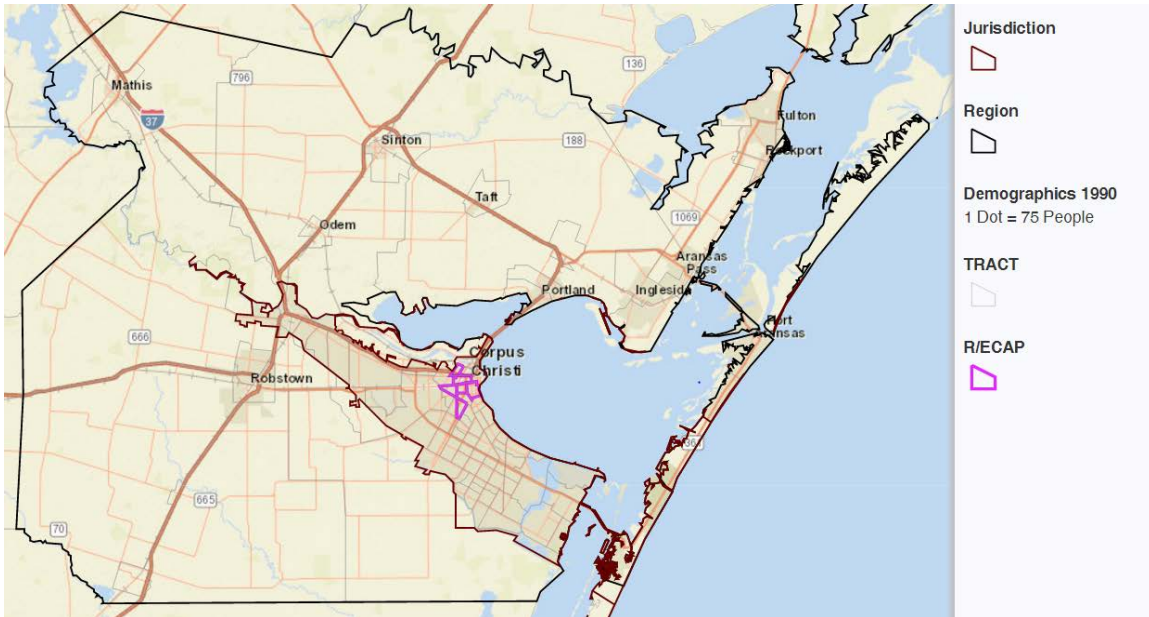 Mathis
796
136
37
Fulton
Sinton
188
Rockport
Taft
1069
Odem
Aransas
Pass
Portland
Ingleside
Port
Aransas
666
Corpus
Christi
Robstown
361
665
70
Jurisdiction
Region
Demographics 1990
1 Dot = 75 People
TRACT
R/ECAP